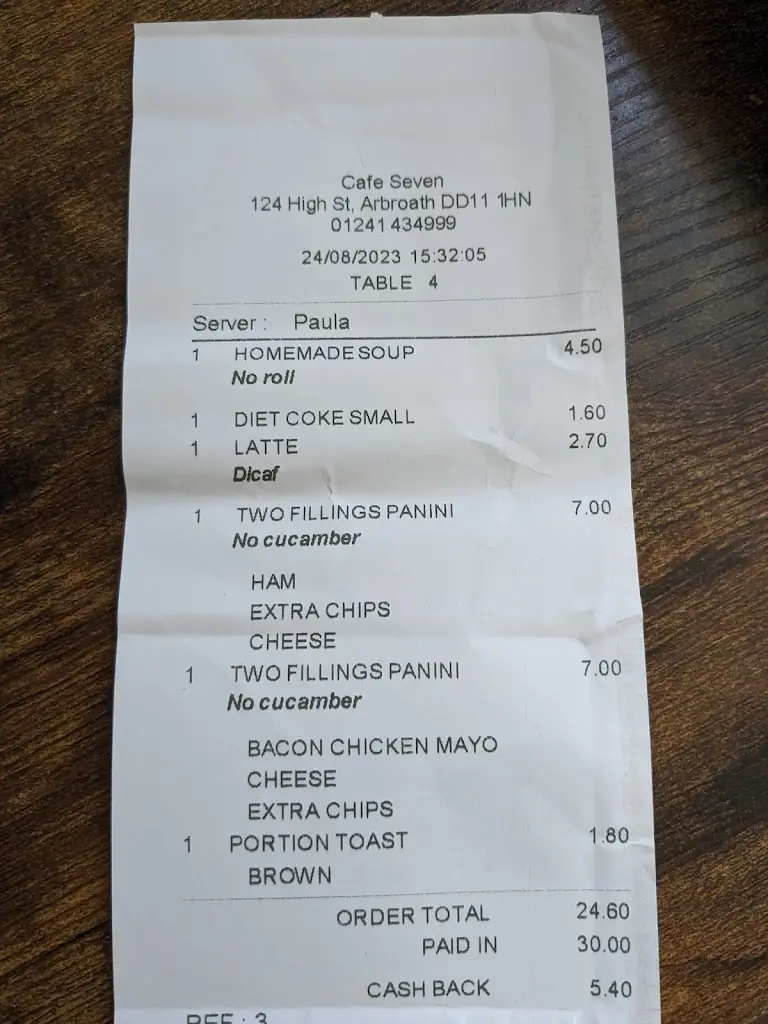 Cafe Seven
124 High St, Arbroath DD11 1HN
01241 434999
24/08/2023 15:32:05
TABLE 4
Server : Paula
1 HOMEMADE SOUP 4.50
No roll
1 DIET COKE SMALL 1.60
1 LATTE 2.70
Dicaf
1 TWO FILLINGS PANINI 7.00
No cucamber
HAM
EXTRA CHIPS
CHEESE
1 TWO FILLINGS PANINI 7.00
No cucamber
BACON CHICKEN MAYO
CHEESE
EXTRA CHIPS
1 PORTION TOAST 1.80
BROWN
ORDER TOTAL 24.60
PAID IN 30.00
CASH BACK 5.40
REF : 3